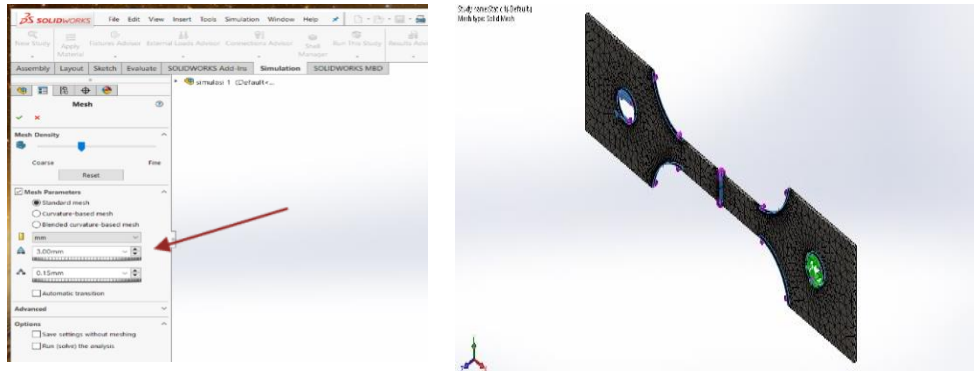 SOLIDWORKS File Edit View Insert Tools Simulation Window Help
New Study Apply Material Fixtures Advisor External Loads Advisor Connections Advisor Shell Manager Run This Study Results Advi
Assembly Layout Sketch Evaluate SOLIDWORKS Add-Ins Simulation SOLIDWORKS MBD
simulasi 1 (Default<...
Mesh
Mesh Density
Coarse Fine
Reset
Mesh Parameters
Standard mesh
Curvature-based mesh
Blended curvature-based mesh
mm
3.00mm
0.15mm
Automatic transition
Advanced
Options
Save settings without meshing
Run (solve) the analysis
Mesh type: Solid Mesh